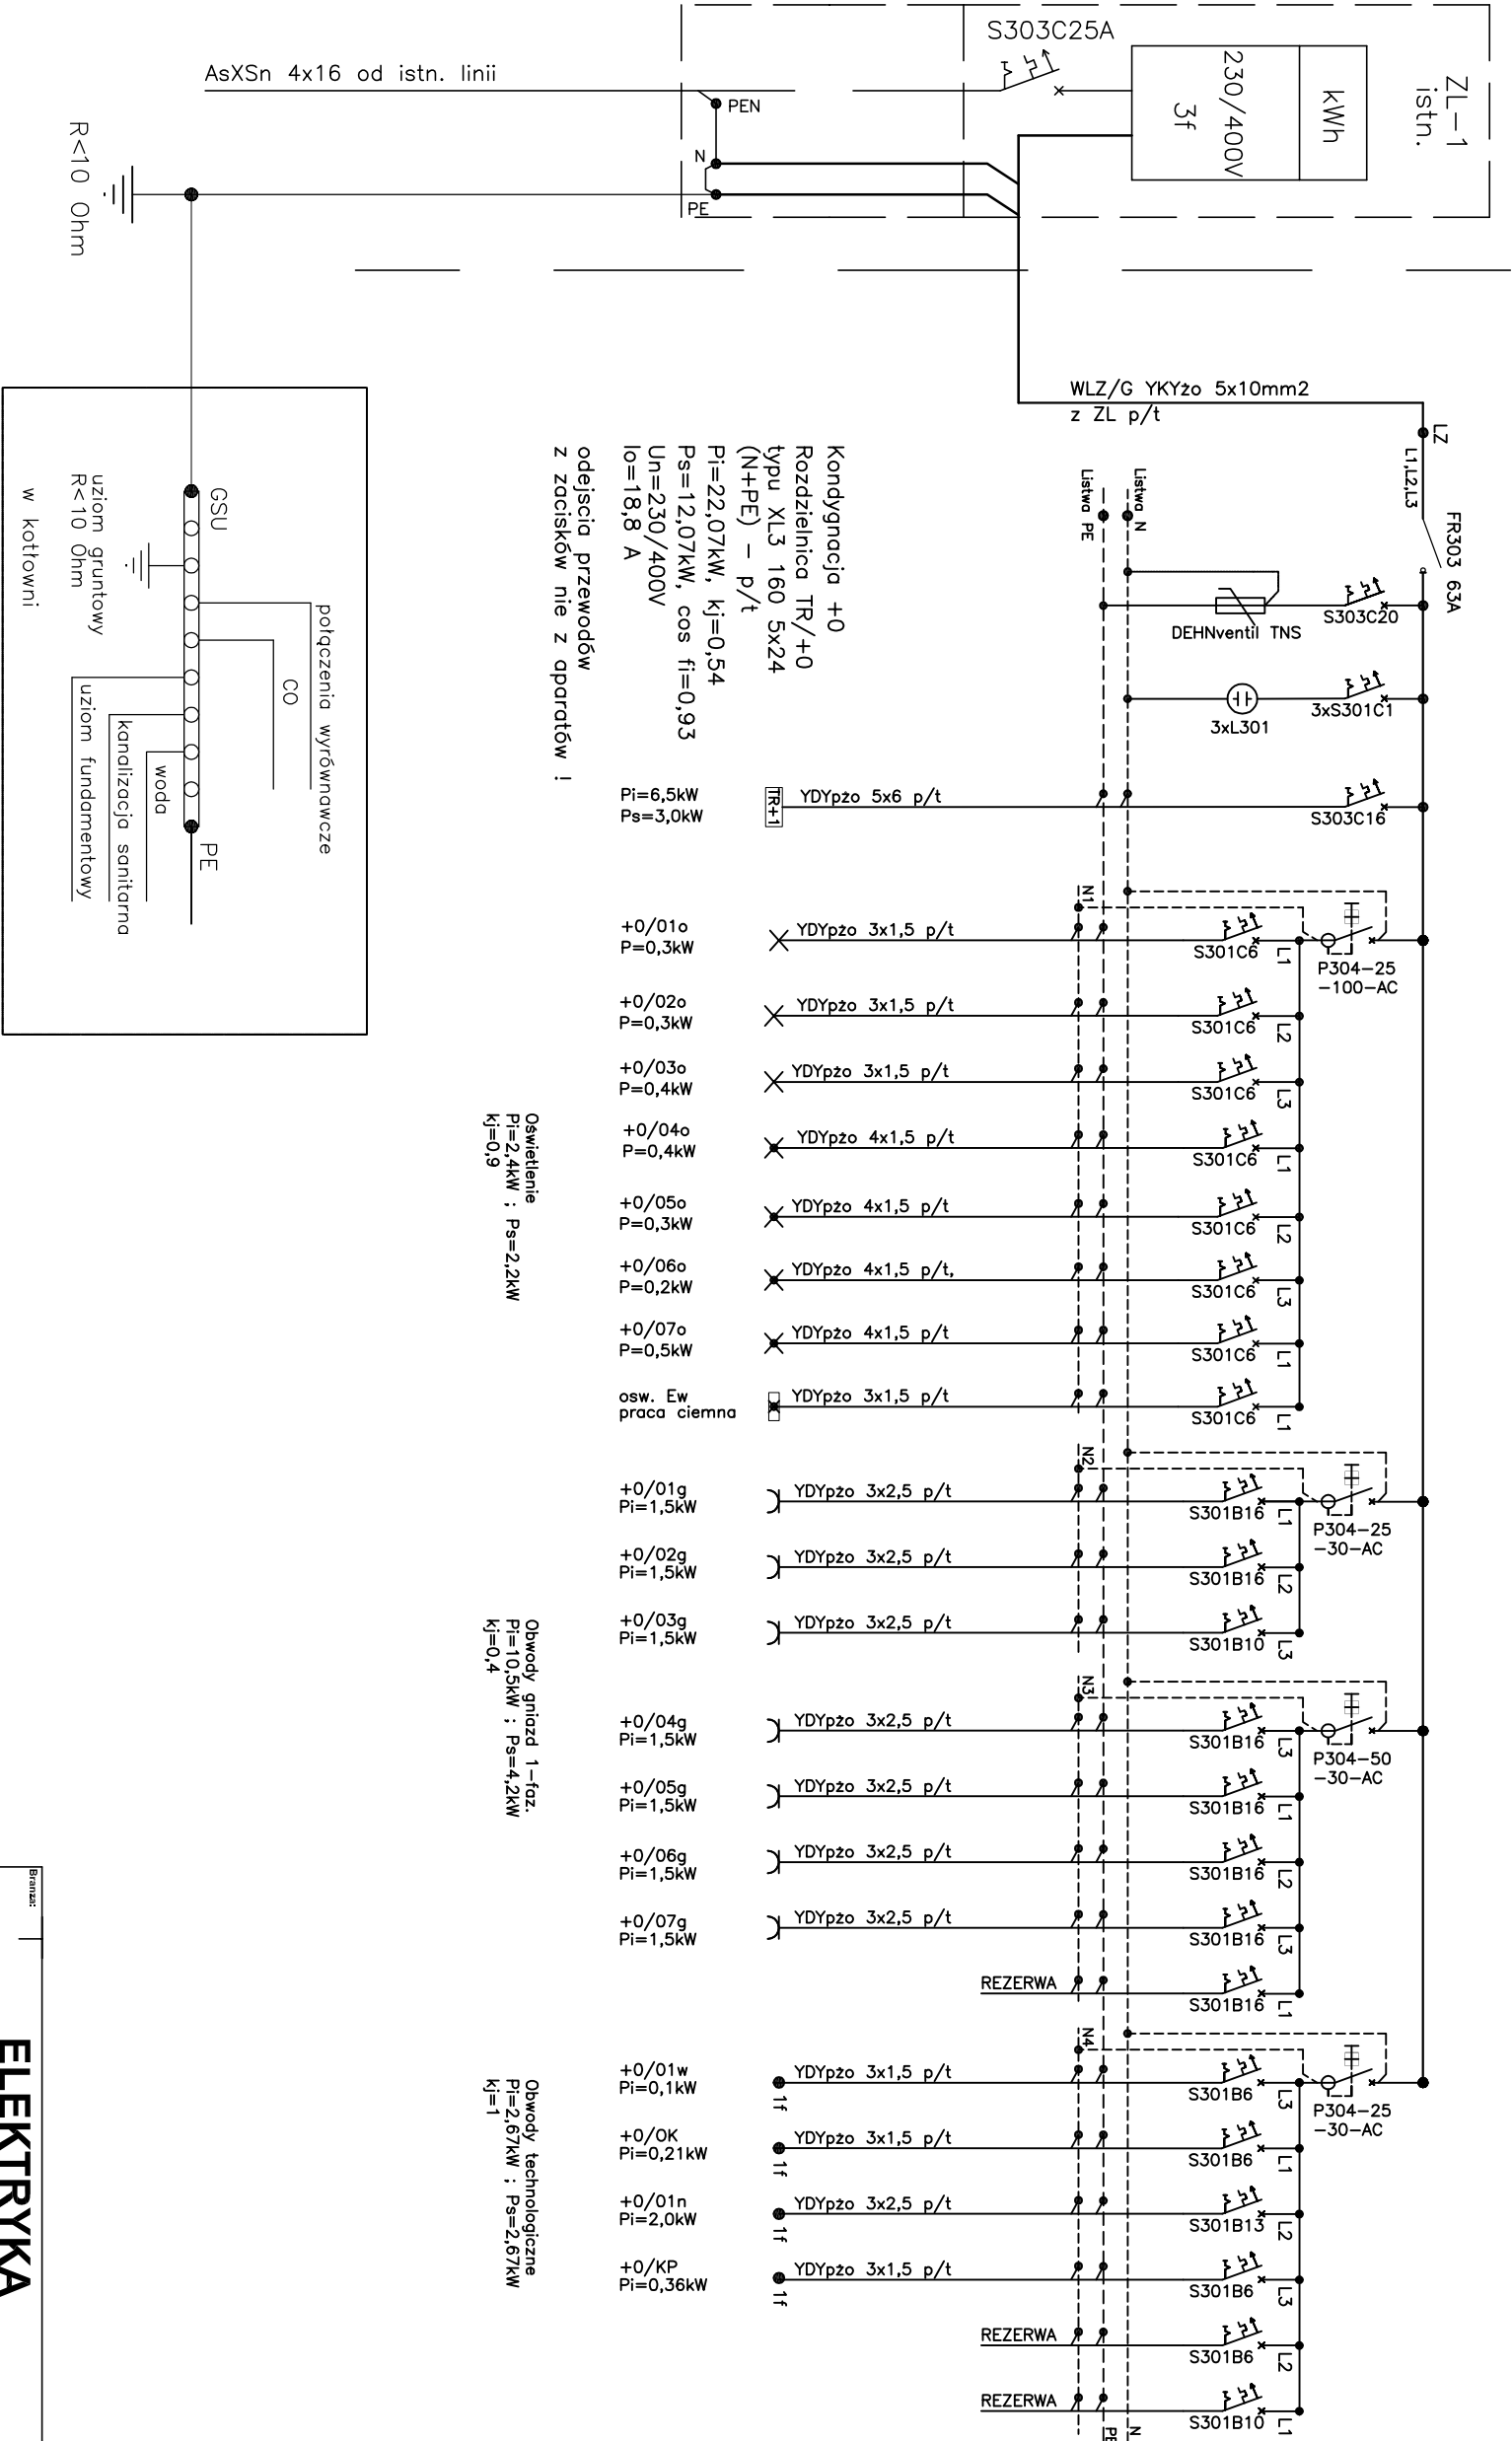 ZL-1
istn.
kWh
230/400V
3f
S303C25A
AsXSn 4x16 od istn. linii
PEN
N
PE
R<10 Ohm
WLZ/G YKYżo 5x10mm2
z ZL p/t
LZ
L1,L2,L3
FR303 63A
Listwa N
Listwa PE
S303C20
DEHNventil TNS
3xS301C1
3xL301
S303C16
YDYpżo 5x6 p/t
TR+1
Pi=6,5kW
Ps=3,0kW
Kondygnacja +0
Rozdzielnica TR/+0
typu XL3 160 5x24
(N+PE) - p/t
Pi=22,07kW, kj=0,54
Ps=12,07kW, cos fi=0,93
Un=230/400V
Io=18,8 A
odejscia przewodów
z zacisków nie z aparatów !
GSU
połączenia wyrównawcze
CO
uziom gruntowy
R<10 Ohm
w kotłowni
woda
kanalizacja sanitarna
uziom fundamentowy
PE
N1
P304-25
-100-AC
+0/01o
P=0,3kW
YDYpżo 3x1,5 p/t
S301C6
L1
+0/02o
P=0,3kW
YDYpżo 3x1,5 p/t
S301C6
L2
+0/03o
P=0,4kW
YDYpżo 3x1,5 p/t
S301C6
L3
+0/04o
P=0,4kW
YDYpżo 4x1,5 p/t
S301C6
L1
+0/05o
P=0,3kW
YDYpżo 4x1,5 p/t
S301C6
L2
+0/06o
P=0,2kW
YDYpżo 4x1,5 p/t,
S301C6
L3
+0/07o
P=0,5kW
YDYpżo 4x1,5 p/t
S301C6
L1
osw. Ew
praca ciemna
YDYpżo 3x1,5 p/t
S301C6
L1
Oświetlenie
Pi=2,4kW ; Ps=2,2kW
kj=0,9
N2
P304-25
-30-AC
+0/01g
Pi=1,5kW
YDYpżo 3x2,5 p/t
S301B16
L1
+0/02g
Pi=1,5kW
YDYpżo 3x2,5 p/t
S301B16
L2
+0/03g
Pi=1,5kW
YDYpżo 3x2,5 p/t
S301B10
L3
Obwody gniazd 1-faz.
Pi=10,5kW ; Ps=4,2kW
kj=0,4
N3
P304-50
-30-AC
+0/04g
Pi=1,5kW
YDYpżo 3x2,5 p/t
S301B16
L3
+0/05g
Pi=1,5kW
YDYpżo 3x2,5 p/t
S301B16
L1
+0/06g
Pi=1,5kW
YDYpżo 3x2,5 p/t
S301B16
L2
+0/07g
Pi=1,5kW
YDYpżo 3x2,5 p/t
S301B16
L3
REZERWA
S301B16
L1
N4
P304-25
-30-AC
+0/01w
Pi=0,1kW
1f
YDYpżo 3x1,5 p/t
S301B6
L3
+0/OK
Pi=0,21kW
1f
YDYpżo 3x1,5 p/t
S301B6
L1
+0/01n
Pi=2,0kW
1f
YDYpżo 3x2,5 p/t
S301B13
L2
+0/KP
Pi=0,36kW
1f
YDYpżo 3x1,5 p/t
S301B6
L3
REZERWA
S301B6
L2
REZERWA
S301B10
L1
N
PE
Obwody technologiczne
Pi=2,67kW ; Ps=2,67kW
kj=1
Branza:
ELEKTRYKA